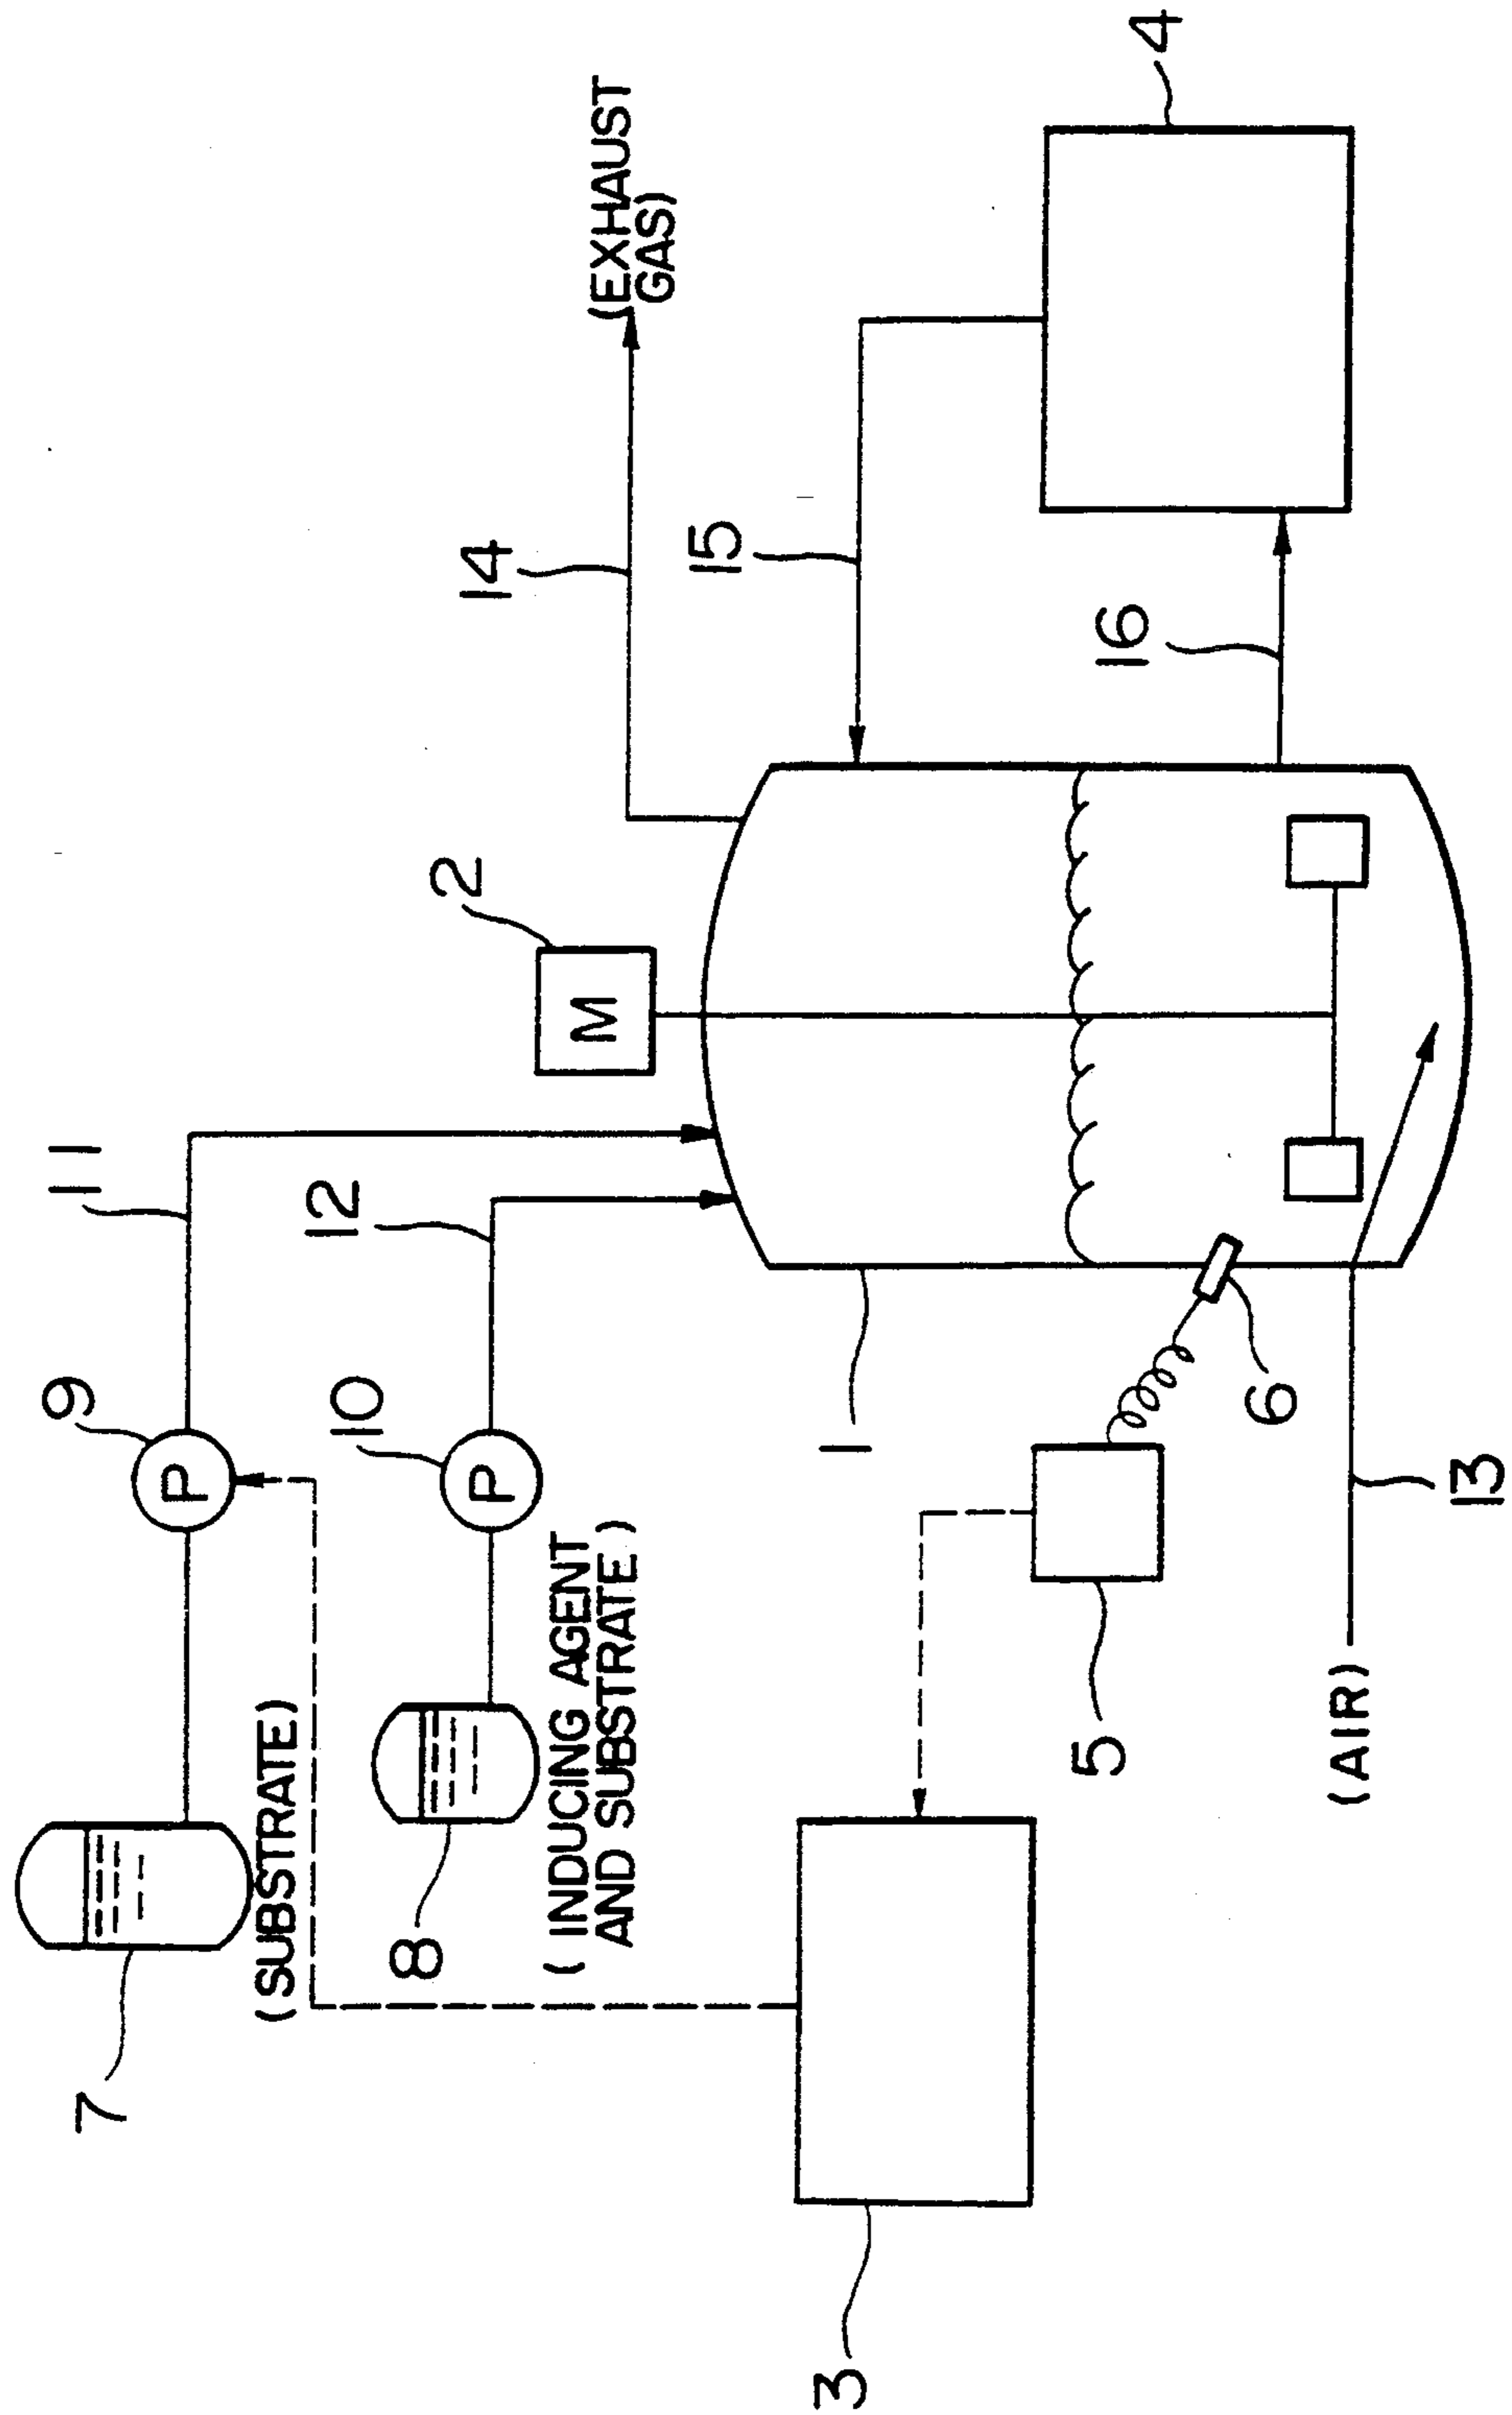 7
(SUBSTRATE)
9
11
8
( INDUCING AGENT
AND SUBSTRATE )
10
12
P
P
2
M
14
(EXHAUST
GAS)
15
3
1
5
6
16
4
(AIR)
13